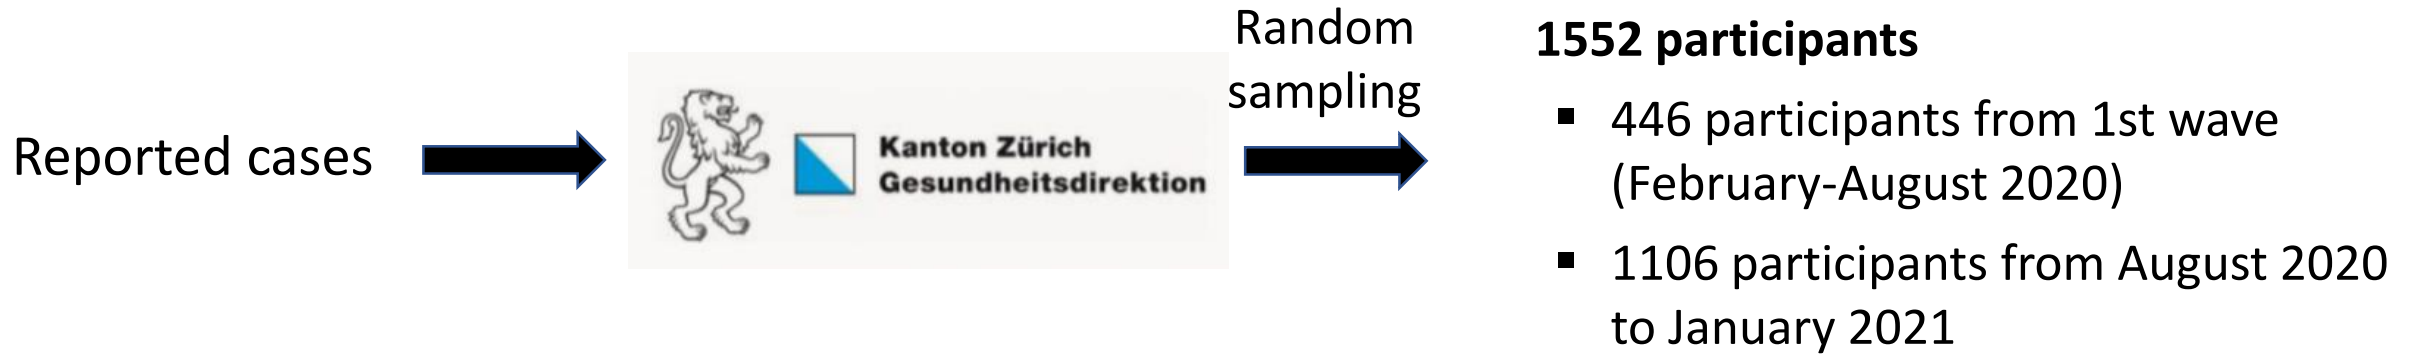 Reported cases
Kanton Zürich
Gesundheitsdirektion
Random
sampling
1552 participants
▪ 446 participants from 1st wave
(February-August 2020)
▪ 1106 participants from August 2020
to January 2021